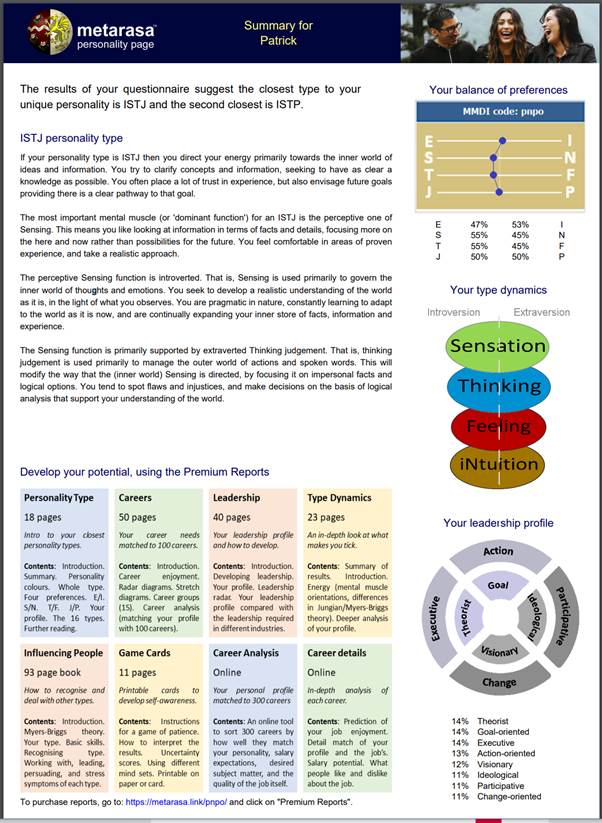 metarasa™
personality page
Summary for
Patrick
The results of your questionnaire suggest the closest type to your
unique personality is ISTJ and the second closest is ISTP.
ISTJ personality type
If your personality type is ISTJ then you direct your energy primarily towards the inner world of
ideas and information. You try to clarify concepts and information, seeking to have as clear a
knowledge as possible. You often place a lot of trust in experience, but also envisage future goals
providing there is a clear pathway to that goal.
The most important mental muscle (or 'dominant function') for an ISTJ is the perceptive one of
Sensing. This means you like looking at information in terms of facts and details, focusing more on
the here and now rather than possibilities for the future. You feel comfortable in areas of proven
experience, and take a realistic approach.
The perceptive Sensing function is introverted. That is, Sensing is used primarily to govern the
inner world of thoughts and emotions. You seek to develop a realistic understanding of the world
as it is, in the light of what you observes. You are pragmatic in nature, constantly learning to adapt
to the world as it is now, and are continually expanding your inner store of facts, information and
experience.
The Sensing function is primarily supported by extraverted Thinking judgement. That is, thinking
judgement is used primarily to manage the outer world of actions and spoken words. This will
modify the way that the (inner world) Sensing is directed, by focusing it on impersonal facts and
logical options. You tend to spot flaws and injustices, and make decisions on the basis of logical
analysis that support your understanding of the world.
Develop your potential, using the Premium Reports
Personality Type
18 pages
Intro to your closest
personality types.
Contents: Introduction.
Summary. Personality
colours. Whole type.
Four preferences. E/I.
S/N. T/F. J/P. Your
profile. The 16 types.
Further reading.
Careers
50 pages
Your career needs
matched to 100 careers.
Contents: Introduction.
Career enjoyment.
Radar diagrams. Stretch
diagrams. Career groups
(15). Career analysis
(matching your profile
with 100 careers).
Leadership
40 pages
Your leadership profile
and how to develop.
Contents: Introduction.
Developing leadership.
Your profile. Leadership
radar. Your leadership
profile compared with
the leadership required
in different industries.
Type Dynamics
23 pages
An in-depth look at what
makes you tick.
Contents: Summary of
results. Introduction.
Energy (mental muscle
orientations, differences
in Jungian/Myers-Briggs
theory). Deeper analysis
of your profile.
Influencing People
93 page book
How to recognise and
deal with other types.
Contents: Introduction.
Myers-Briggs theory.
Your type. Basic skills.
Recognising type.
Working with, leading,
persuading, and stress
symptoms of each type.
Game Cards
11 pages
Printable cards to
develop self-awareness.
Contents: Instructions
for a game of patience.
How to interpret the
results. Uncertainty
scores. Using different
mind sets. Printable on
paper or card.
Career Analysis
Online
Your personal profile
matched to 300 careers
Contents: An online tool
to sort 300 careers by
how well they match
your personality, salary
expectations, desired
subject matter, and the
quality of the job itself.
Career details
Online
In-depth analysis of
each career.
Contents: Prediction of
your job enjoyment.
Detail match of your
profile and the job's.
Salary potential. What
people like and dislike
about the job.
To purchase reports, go to: https://metarasa.link/pnpo/ and click on "Premium Reports".
Your balance of preferences
MMDI code: pnpo
E I
S N
T F
J P
E 47% 53% I
S 55% 45% N
T 55% 45% F
J 50% 50% P
Your type dynamics
Introversion Extraversion
Sensation
Thinking
Feeling
iNtuition
Your leadership profile
Action
Goal
Executive
Theorist
Ideological
Participative
Visionary
Change
14% Theorist
14% Goal-oriented
14% Executive
13% Action-oriented
12% Visionary
11% Ideological
11% Participative
11% Change-oriented